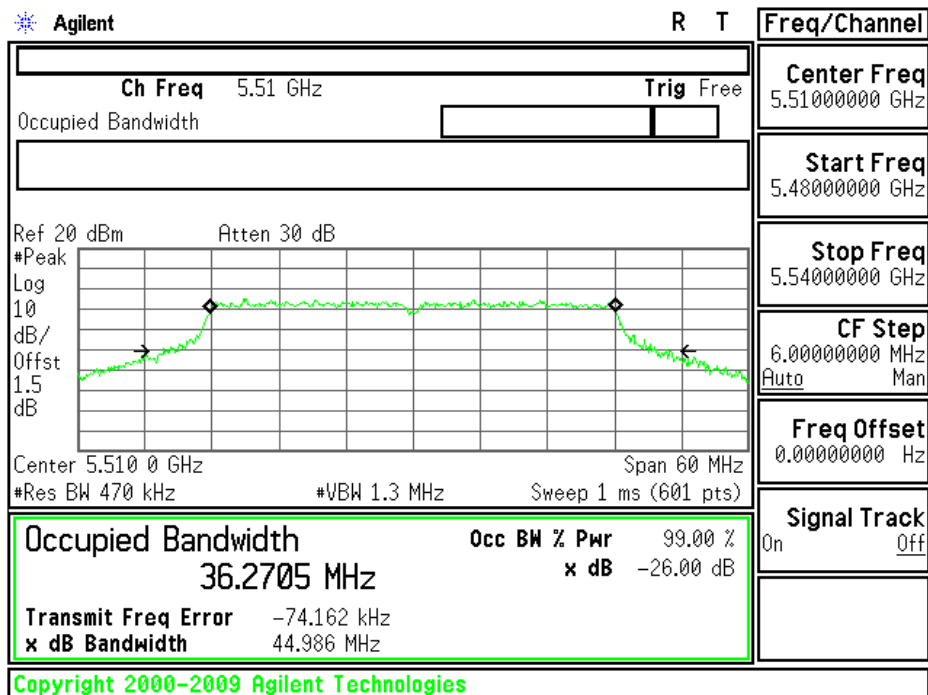 Agilent R T
Freq/Channel
Ch Freq 5.51 GHz Trig Free
Occupied Bandwidth
Center Freq
5.51000000 GHz
Start Freq
5.48000000 GHz
Stop Freq
5.54000000 GHz
CF Step
6.00000000 MHz
Auto Man
Freq Offset
0.00000000 Hz
Signal Track
On Off
Ref 20 dBm Atten 30 dB
#Peak
Log
10
dB/
Offst
1.5
dB
Center 5.510 0 GHz Span 60 MHz
#Res BW 470 kHz #VBW 1.3 MHz Sweep 1 ms (601 pts)
Occupied Bandwidth
36.2705 MHz
Occ BW % Pwr 99.00 %
x dB -26.00 dB
Transmit Freq Error -74.162 kHz
x dB Bandwidth 44.986 MHz
Copyright 2000-2009 Agilent Technologies